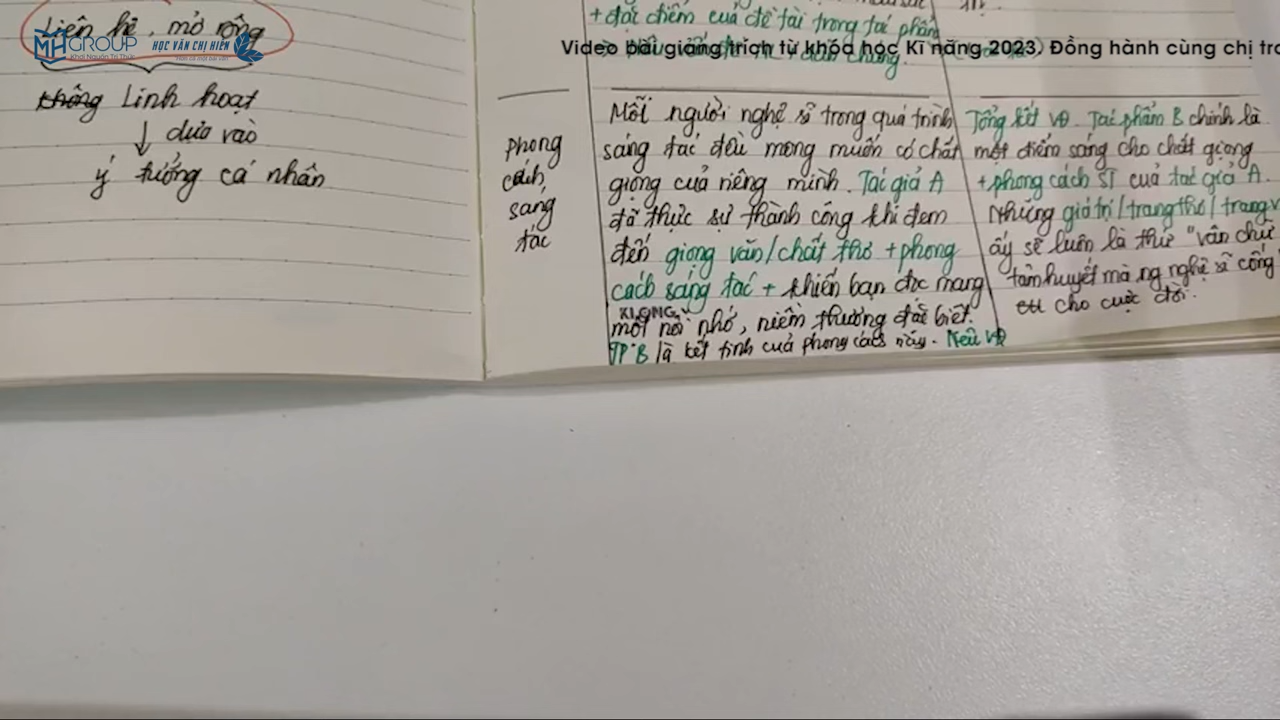 Liên hệ, mở rộng
MHGROUP
HỌC VĂN CHỊ HIÊN
Video bài giảng trích từ khóa học Kĩ năng 2023, Đồng hành cùng chị tr
không Linh hoạt
↓ dựa vào
ý tưởng cá nhân
+ đặc điểm của đề tài trong tác phẩm
phong
cách,
sáng
tác
Mỗi người nghệ sĩ trong quá trình
sáng tác đều mong muốn có chất
giọng của riêng mình. Tác giả A
đã thực sự thành công khi đem
đến giọng văn/chất thơ + phong
cách sáng tác + khiến bạn đọc mang
một nỗi nhớ, niềm thương đặc biệt.
TP B là kết tinh của phong cách này. Nêu VĐ
Tổng kết VĐ. Tác phẩm B chính là
một điểm sáng cho chất giọng
+ phong cách ST của tác giả A.
Những giá trị/trang thơ/trang v
ấy sẽ luôn là thứ "văn chư
tâm huyết mà ng nghệ sĩ cống
cho cuộc đời.